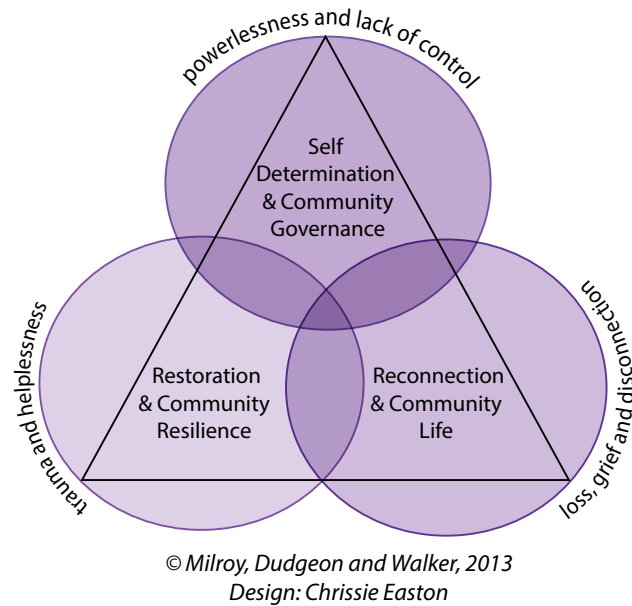 powerlessness and lack of control
Self
Determination
& Community
Governance
trauma and helplessness
Restoration
& Community
Resilience
Reconnection
& Community
Life
loss, grief and disconnection
© Milroy, Dudgeon and Walker, 2013
Design: Chrissie Easton